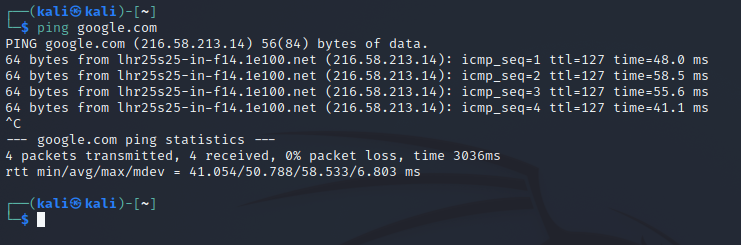 ┌──(kali㉿kali)-[~]
└─$ ping google.com
PING google.com (216.58.213.14) 56(84) bytes of data.
64 bytes from lhr25s25-in-f14.1e100.net (216.58.213.14): icmp_seq=1 ttl=127 time=48.0 ms
64 bytes from lhr25s25-in-f14.1e100.net (216.58.213.14): icmp_seq=2 ttl=127 time=58.5 ms
64 bytes from lhr25s25-in-f14.1e100.net (216.58.213.14): icmp_seq=3 ttl=127 time=55.6 ms
64 bytes from lhr25s25-in-f14.1e100.net (216.58.213.14): icmp_seq=4 ttl=127 time=41.1 ms
^C
--- google.com ping statistics ---
4 packets transmitted, 4 received, 0% packet loss, time 3036ms
rtt min/avg/max/mdev = 41.054/50.788/58.533/6.803 ms
┌──(kali㉿kali)-[~]
└─$